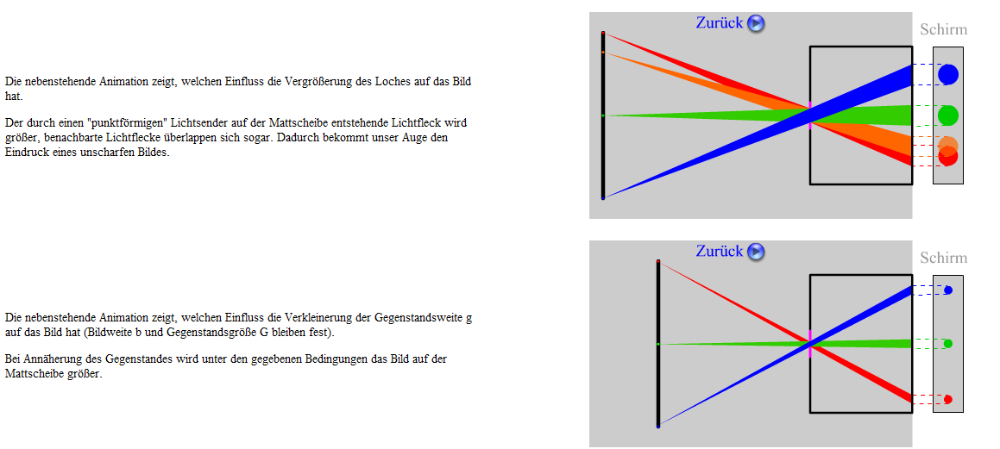 Zurück
Schirm
Die nebenstehende Animation zeigt, welchen Einfluss die Vergrößerung des Loches auf das Bild
hat.
Der durch einen "punktförmigen" Lichtsender auf der Mattscheibe entstehende Lichtfleck wird
größer, benachbarte Lichtflecke überlappen sich sogar. Dadurch bekommt unser Auge den
Eindruck eines unscharfen Bildes.
Zurück
Schirm
Die nebenstehende Animation zeigt, welchen Einfluss die Verkleinerung der Gegenstandsweite g
auf das Bild hat (Bildweite b und Gegenstandsgröße G bleiben fest).
Bei Annäherung des Gegenstandes wird unter den gegebenen Bedingungen das Bild auf der
Mattscheibe größer.